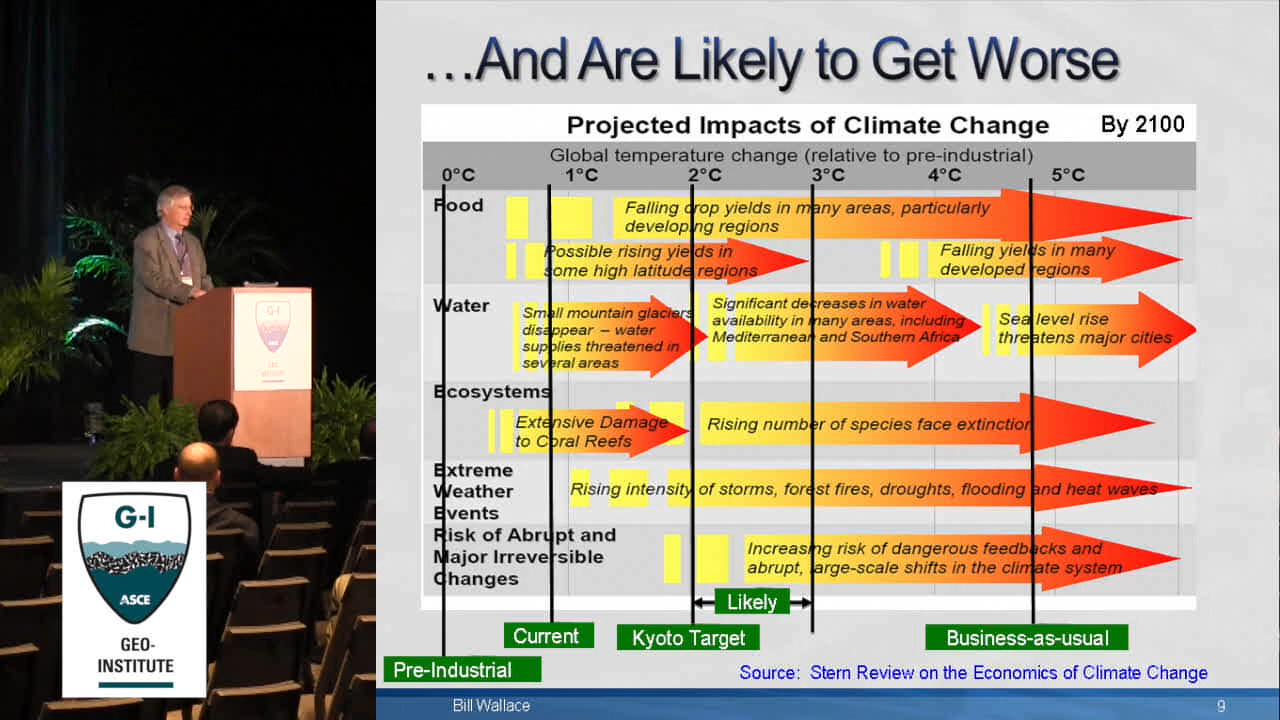 …And Are Likely to Get Worse
Projected Impacts of Climate Change
By 2100
Global temperature change (relative to pre-industrial)
0°C 1°C 2°C 3°C 4°C 5°C
Food
Falling crop yields in many areas, particularly
developing regions
Possible rising yields in
some high latitude regions
Falling yields in many
developed regions
Water
Small mountain glaciers
disappear – water
supplies threatened in
several areas
Significant decreases in water
availability in many areas, including
Mediterranean and Southern Africa
Sea level rise
threatens major cities
Ecosystems
Extensive Damage
to Coral Reefs
Rising number of species face extinction
Extreme
Weather
Events
Rising intensity of storms, forest fires, droughts, flooding and heat waves
Risk of Abrupt and
Major Irreversible
Changes
Increasing risk of dangerous feedbacks and
abrupt, large-scale shifts in the climate system
Likely
Current
Kyoto Target
Business-as-usual
Pre-Industrial
Source: Stern Review on the Economics of Climate Change
Bill Wallace
9
G-I
G-I
ASCE
GEO-
INSTITUTE